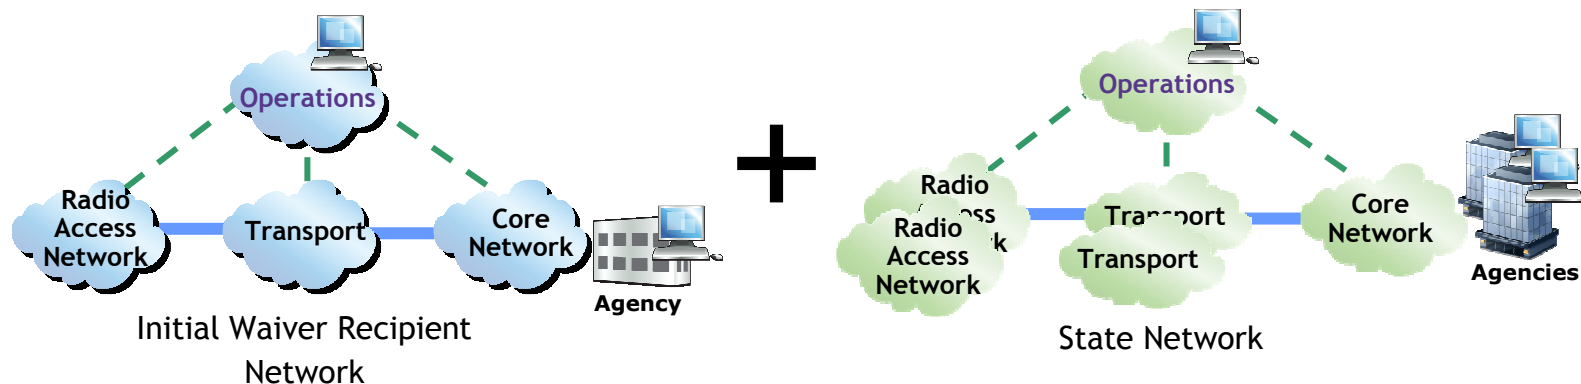 Operations
Radio
Access
Network
Transport
Core
Network
Agency
Initial Waiver Recipient
Network
+
Operations
Radio
Radio
Access
Network
Transport
Transport
Core
Network
Agencies
State Network